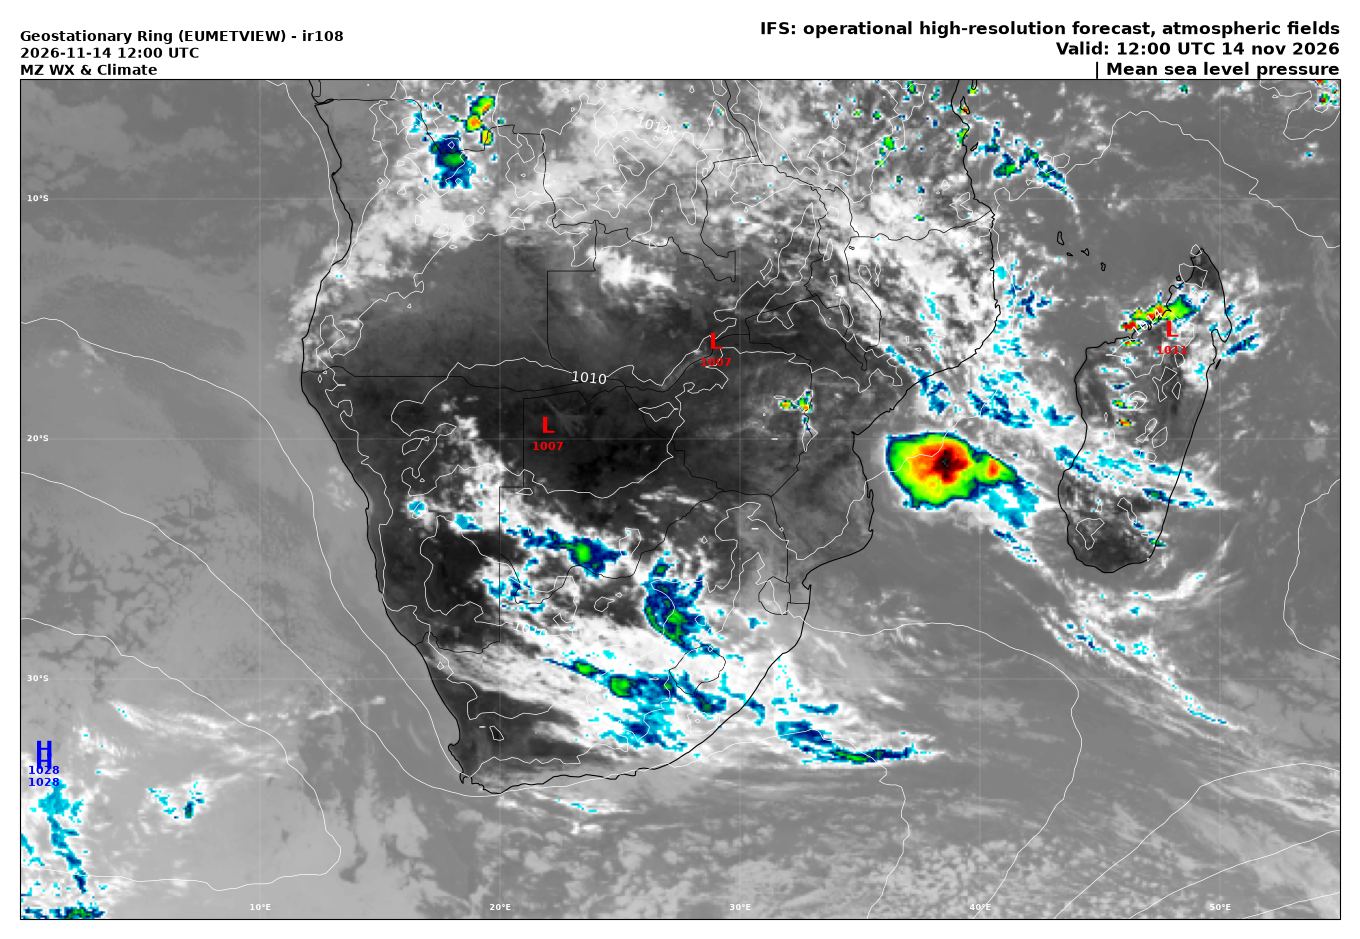 Geostationary Ring (EUMETVIEW) - ir108
2026-11-14 12:00 UTC
MZ WX & Climate
IFS: operational high-resolution forecast, atmospheric fields
Valid: 12:00 UTC 14 nov 2026
| Mean sea level pressure
10°S
L
1011
L
1007
1010
L
1007
20°S
30°S
H
H
1028
1028
10°E
20°E
30°E
40°E
50°E